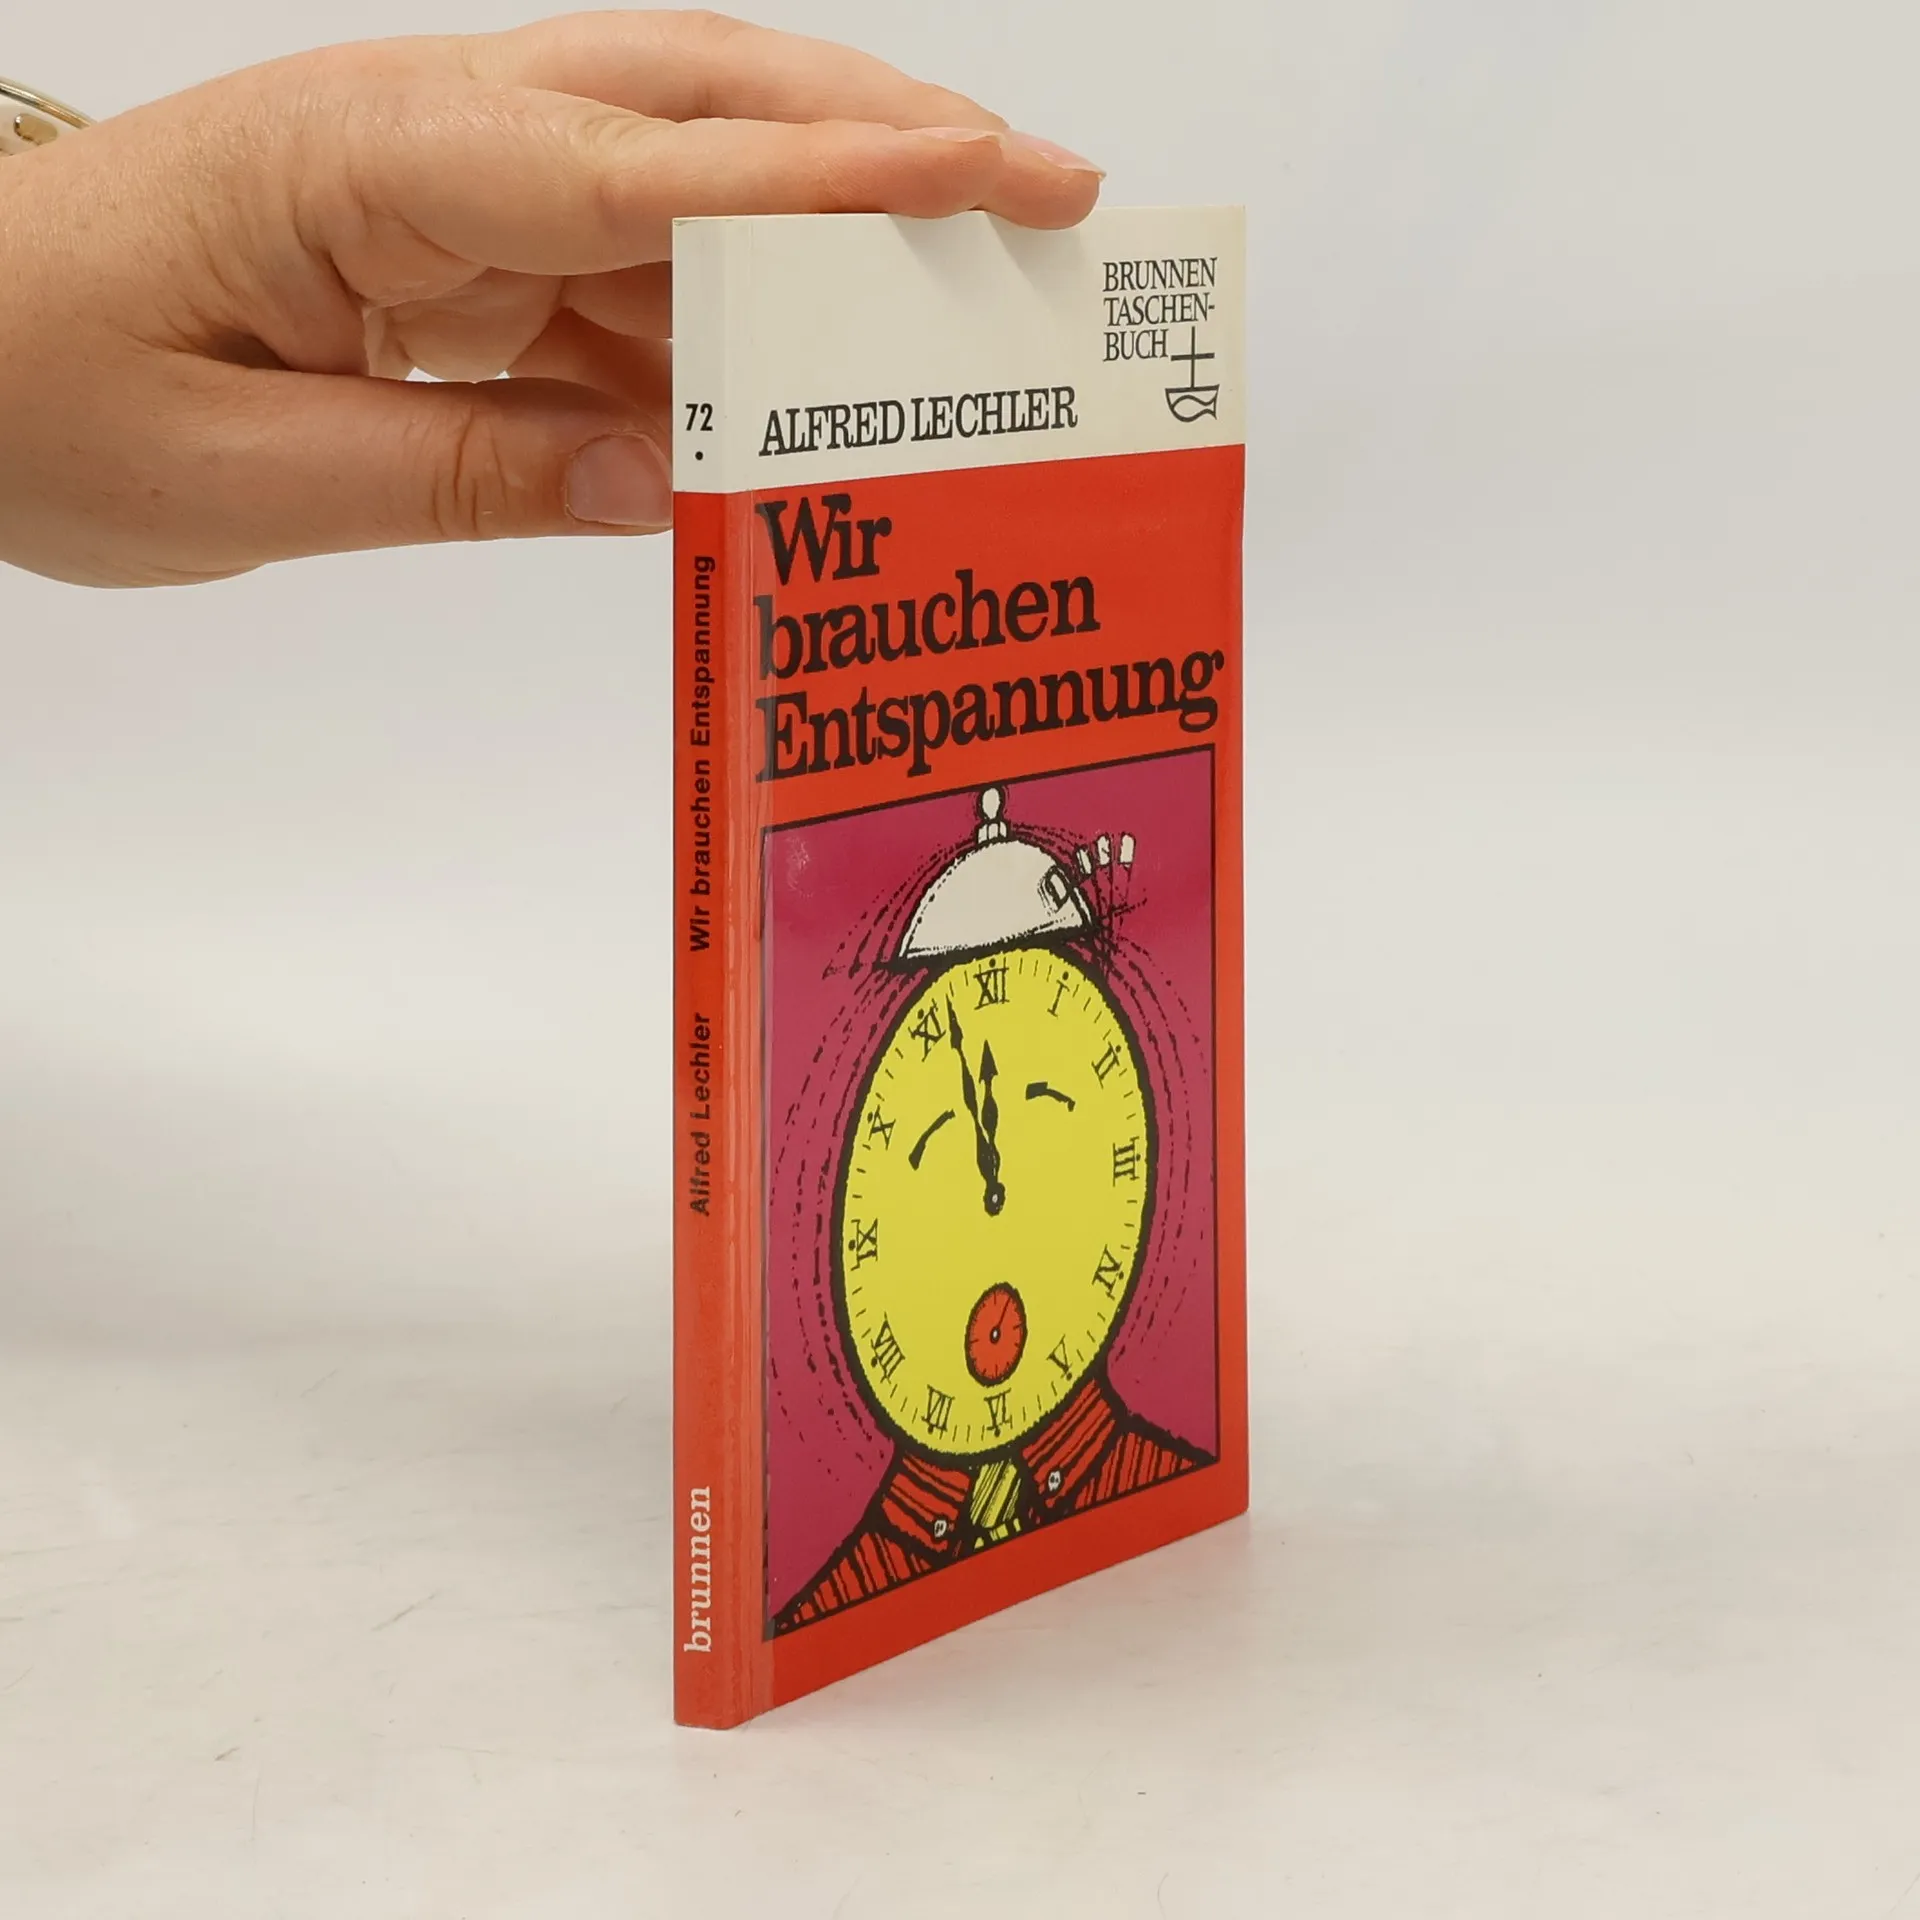 BRUNNEN
TASCHEN-
BUCH
ALFRED LECHLER
Wir
brauchen
Entspannung
XII
I
II
III
IV
V
VI
VII
VIII
IX
X
XI
72
•
Alfred Lechler Wir brauchen Entspannung
brunnen